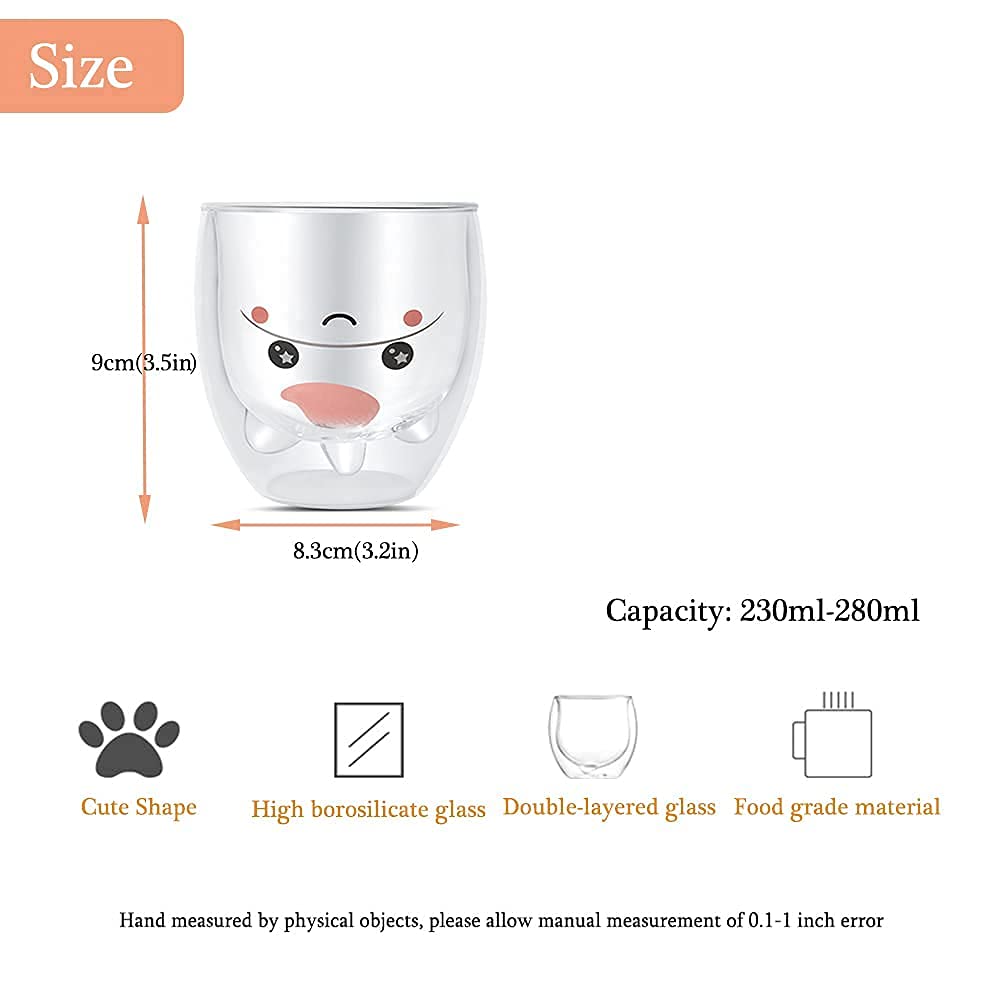 Size
9cm(3.5in)
8.3cm(3.2in)
Capacity: 230ml-280ml
Cute Shape
High borosilicate glass
Double-layered glass
Food grade material
Hand measured by physical objects, please allow manual measurement of 0.1-1 inch error